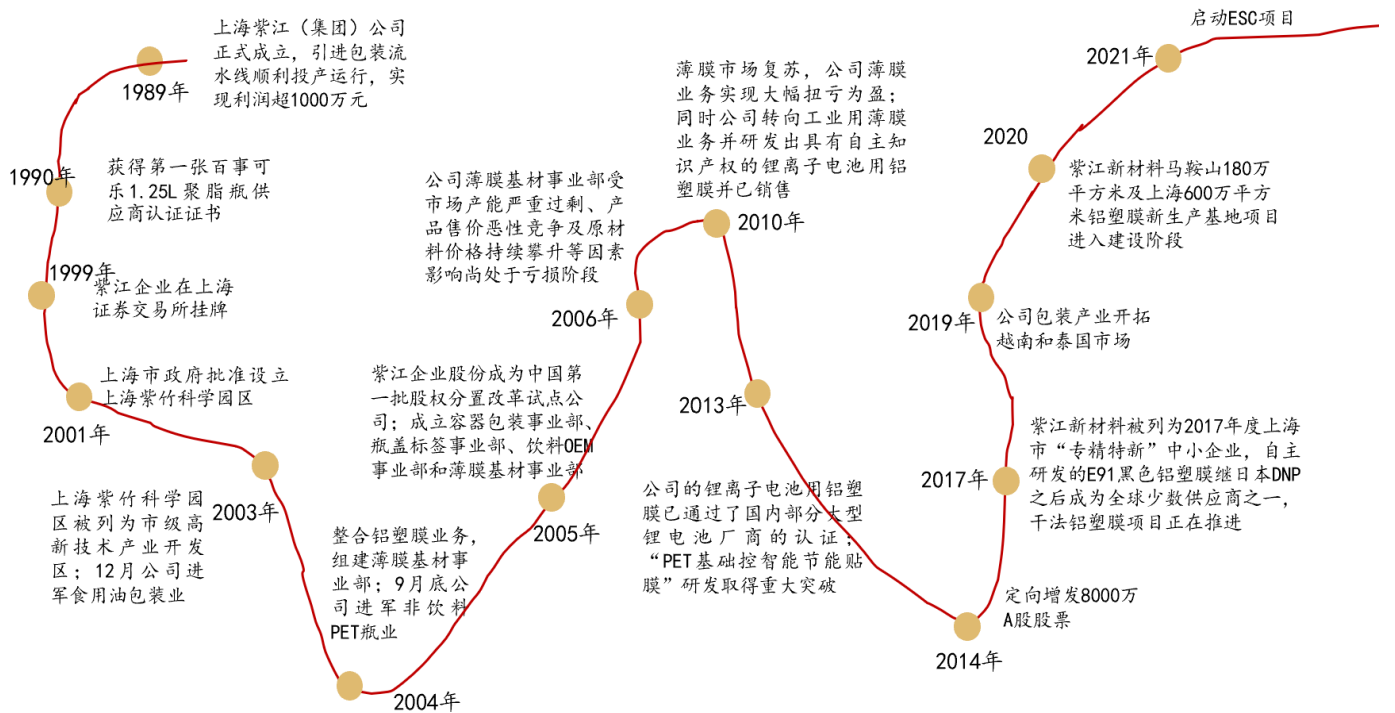 1989年
上海紫江（集团）公司
正式成立，引进包装流
水线顺利投产运行，实
现利润超1000万元
1990年
获得第一张百事可
乐1.25L聚脂瓶供
应商认证证书
1999年
紫江企业在上海
证券交易所挂牌
2001年
上海市政府批准设立
上海紫竹科学园区
2003年
上海紫竹科学园
区被列为市级高
新技术产业开发
区；12月公司进
军食用油包装业
2004年
整合铝塑膜业务，
组建薄膜基材事
业部；9月底公
司进军非饮料
PET瓶业
2005年
紫江企业股份成为中国第
一批股权分置改革试点公
司；成立容器包装事业部、
瓶盖标签事业部、饮料OEM
事业部和薄膜基材事业部
2006年
公司薄膜基材事业部受
市场产能严重过剩、产
品售价恶性竞争及原材
料价格持续攀升等因素
影响尚处于亏损阶段
2010年
薄膜市场复苏，公司薄膜
业务实现大幅扭亏为盈；
同时公司转向工业用薄膜
业务并研发出具有自主知
识产权的锂离子电池用铝
塑膜并已销售
2013年
公司的锂离子电池用铝塑
膜已通过了国内部分大型
锂电池厂商的认证；
“PET基础控智能节能贴
膜”研发取得重大突破
2014年
定向增发8000万
A股股票
2017年
紫江新材料被列为2017年度上海
市“专精特新”中小企业，自主
研发的E91黑色铝塑膜继日本DNP
之后成为全球少数供应商之一，
干法铝塑膜项目正在推进
2019年
公司包装产业开拓
越南和泰国市场
2020
紫江新材料马鞍山180万
平方米及上海600万平方
米铝塑膜新生产基地项目
进入建设阶段
2021年
启动ESC项目